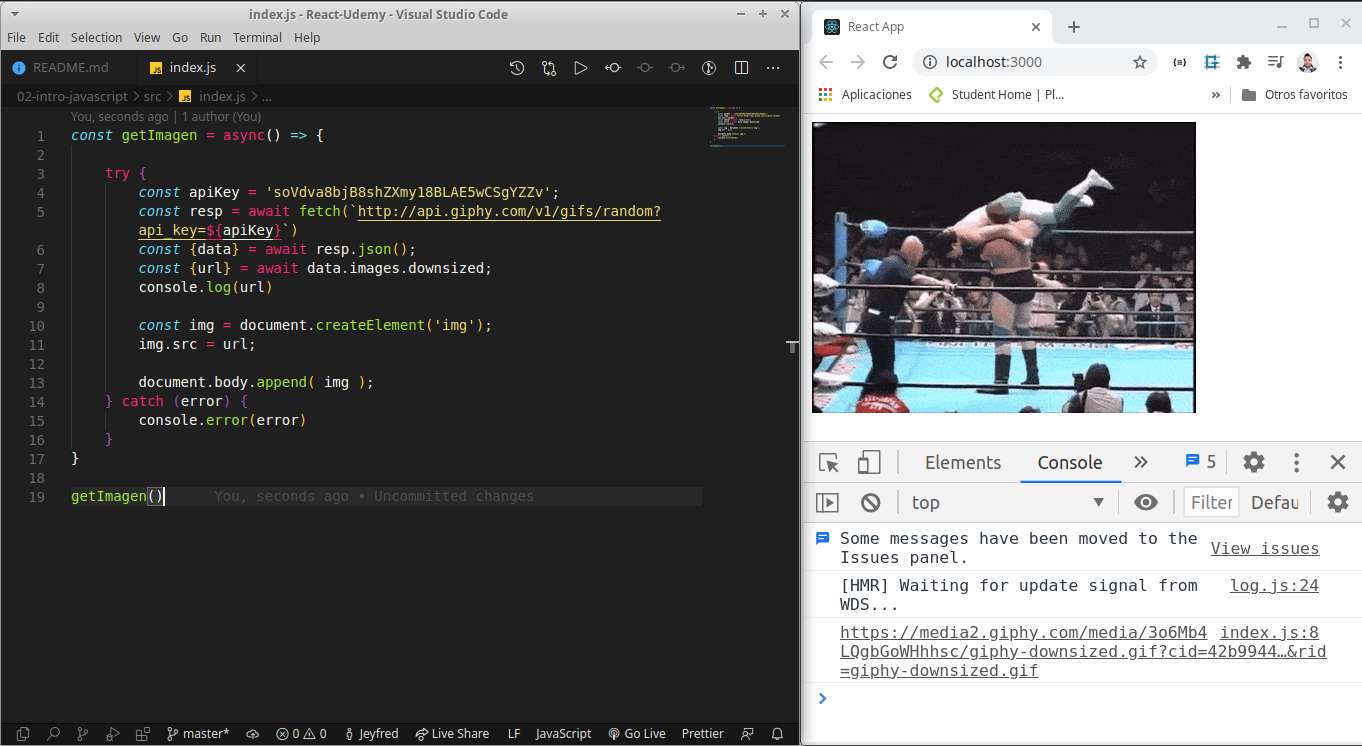 index.js - React-Udemy - Visual Studio Code
File Edit Selection View Go Run Terminal Help
README.md index.js
02-intro-javascript > src > index.js > ...
You, seconds ago | 1 author (You)
1 const getImagen = async() => {
2
3 try {
4 const apiKey = 'soVdva8bjB8shZXmy18BLAE5wCSgYZZv';
5 const resp = await fetch(`http://api.giphy.com/v1/gifs/random?
api_key=${apiKey}`)
6 const {data} = await resp.json();
7 const {url} = await data.images.downsized;
8 console.log(url)
9
10 const img = document.createElement('img');
11 img.src = url;
12
13 document.body.append( img );
14 } catch (error) {
15 console.error(error)
16 }
17 }
18
19 getImagen() You, seconds ago • Uncommitted changes
master* 0 0 Jeyfred Live Share LF JavaScript Go Live Prettier
React App
localhost:3000
Aplicaciones Student Home | Pl... » Otros favoritos
Elements Console » 5
top Filter Defau
Some messages have been moved to the View issues
Issues panel.
[HMR] Waiting for update signal from log.js:24
WDS...
https://media2.giphy.com/media/3o6Mb4 index.js:8
LQgbGoWHhhsc/giphy-downsized.gif?cid=42b9944…&rid
=giphy-downsized.gif